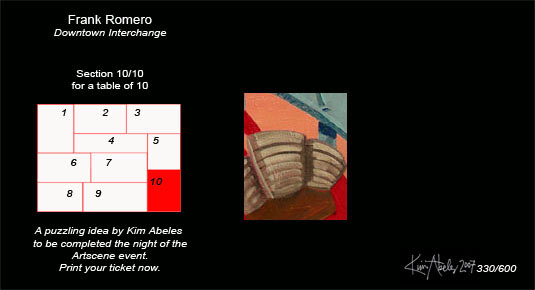 Frank Romero
Downtown Interchange
Section 10/10
for a table of 10
1 2 3
4 5
6 7
10
8 9
A puzzling idea by Kim Abeles
to be completed the night of the
Artscene event.
Print your ticket now.
Kim Abeles 2007 330/600